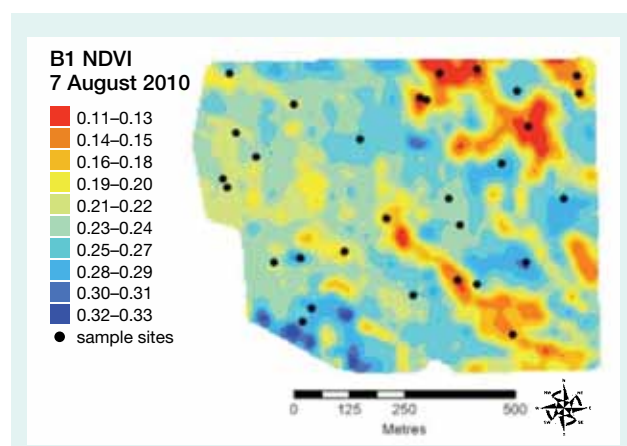 B1 NDVI
7 August 2010
0.11–0.13
0.14–0.15
0.16–0.18
0.19–0.20
0.21–0.22
0.23–0.24
0.25–0.27
0.28–0.29
0.30–0.31
0.32–0.33
sample sites
0 125 250 500
Metres